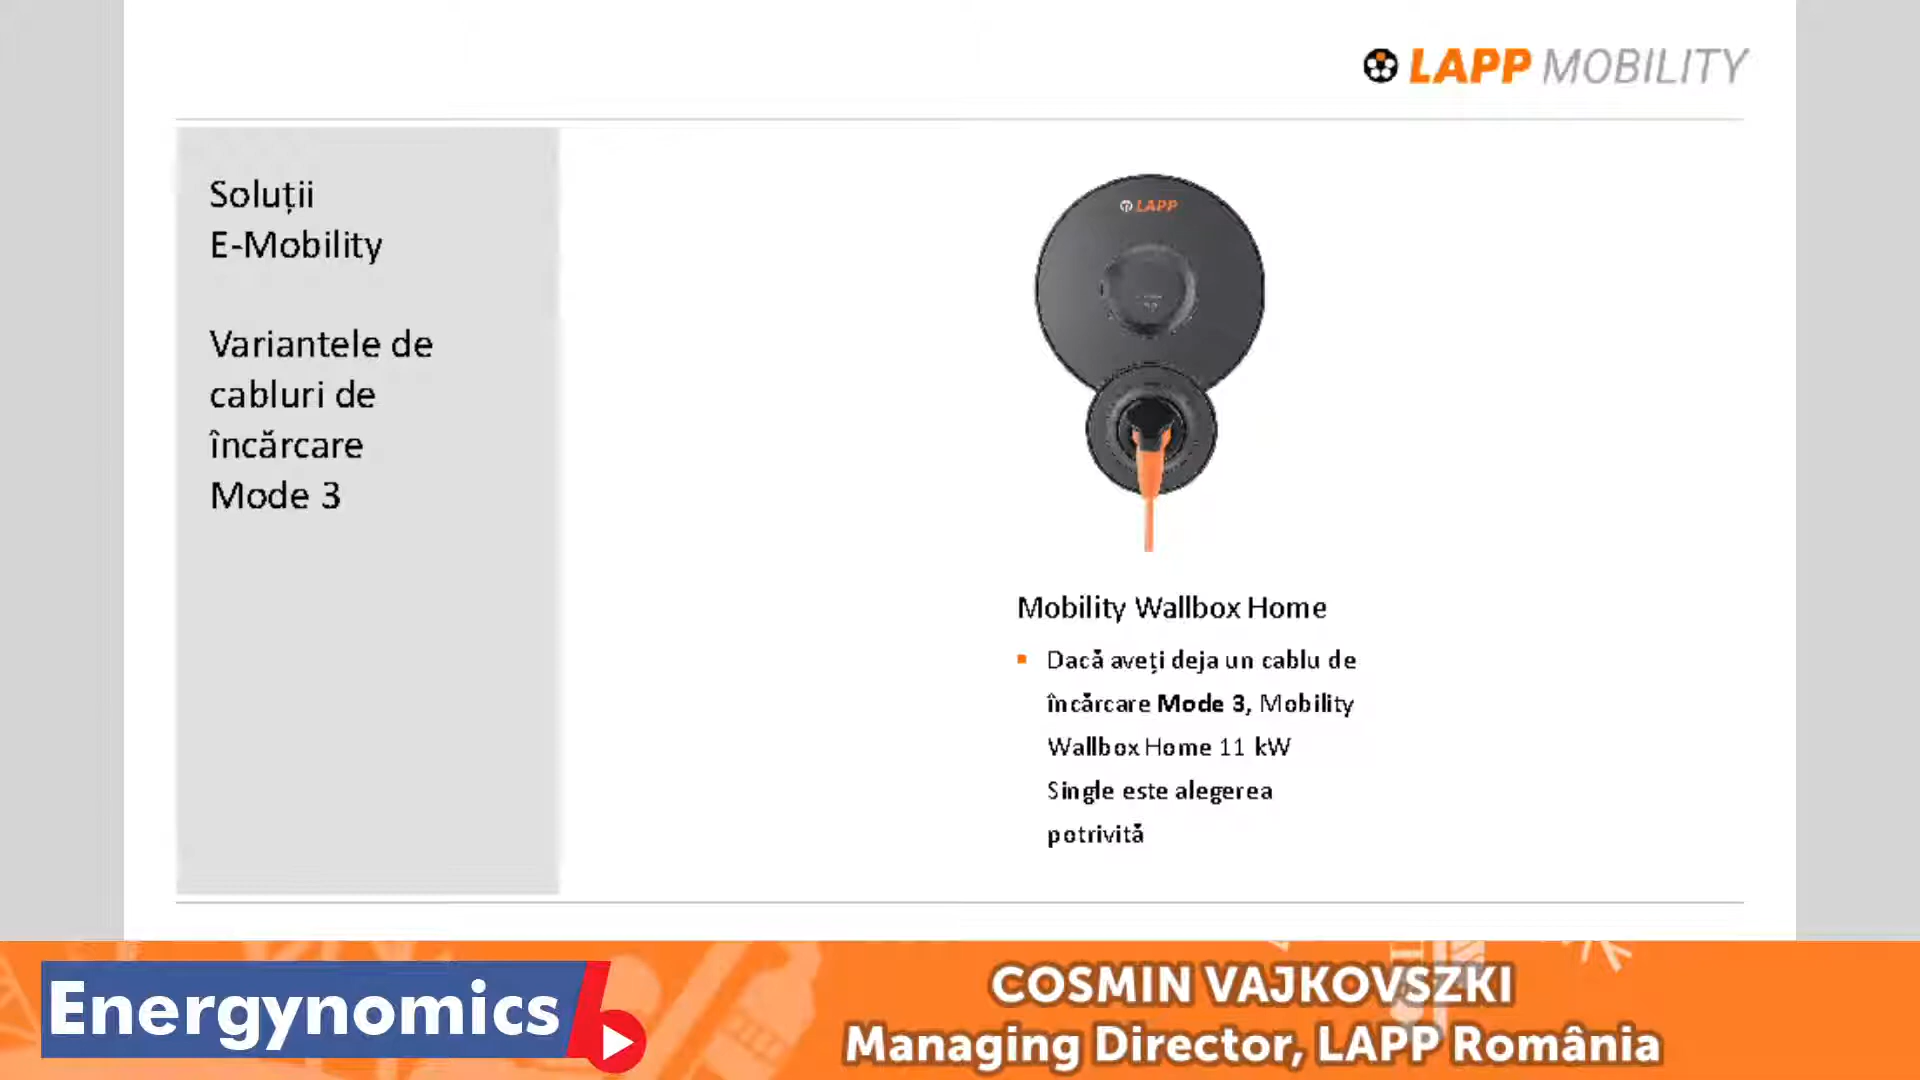 LAPP MOBILITY
Soluții
E-Mobility
Variantele de
cabluri de
încărcare
Mode 3
LAPP
Mobility Wallbox Home
Dacă aveți deja un cablu de
încărcare Mode 3, Mobility
Wallbox Home 11 kW
Single este alegerea
potrivită
Energynomics
COSMIN VAJKOVSZKI
Managing Director, LAPP România